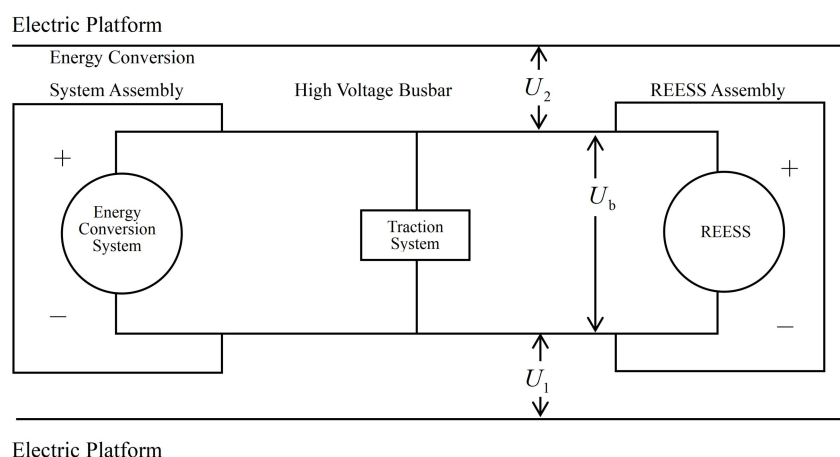 Electric Platform
Energy Conversion
System Assembly
High Voltage Busbar
U2
REESS Assembly
+
+
Energy
Conversion
System
Traction
System
Ub
REESS
−
−
U1
Electric Platform